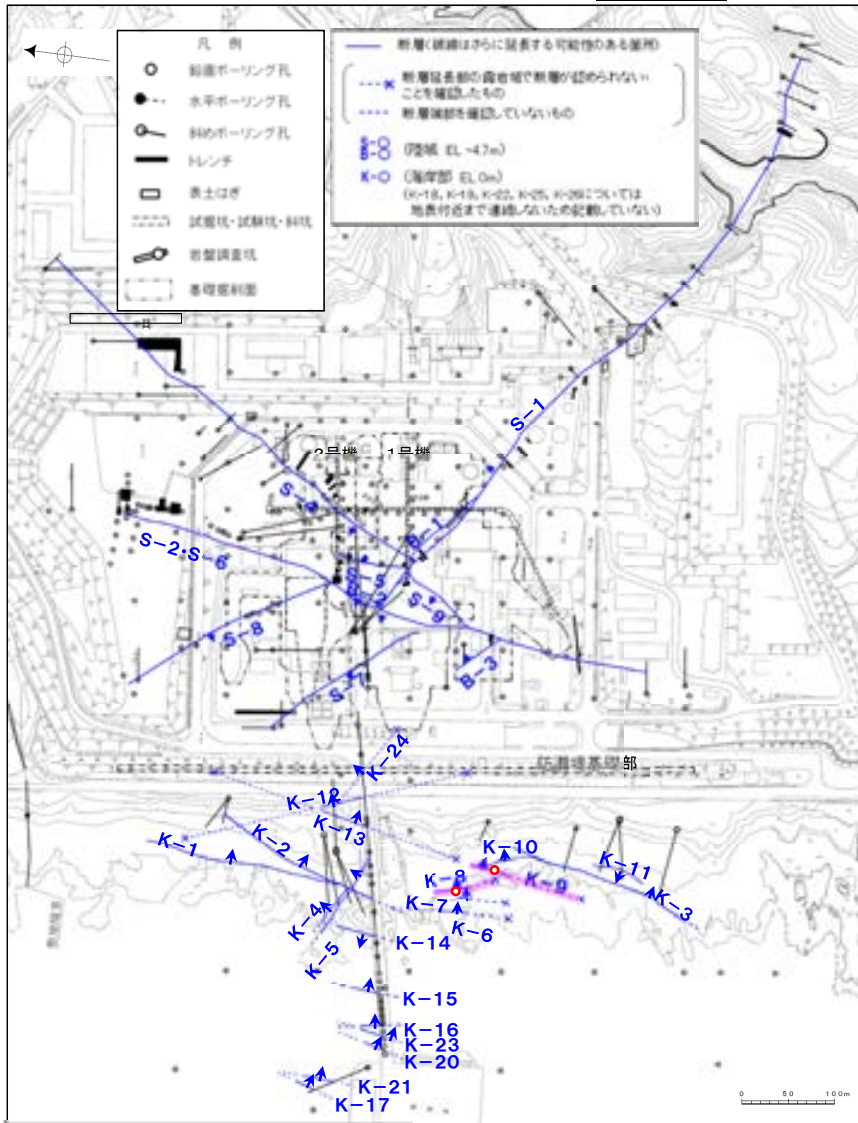 凡　例
鉛直ボーリング孔
水平ボーリング孔
斜めボーリング孔
トレンチ
表土はぎ
試掘坑・試験坑・斜坑
岩盤調査坑
基礎掘削面
断層（破線はさらに延長する可能性のある箇所）
断層延長部の露岩域で断層が認められない
ことを確認したもの
断層端部を確認していないもの
S-○
B-○
(陸域 EL -4.7m)
K-○
(海岸部 EL 0m)
(K-18, K-19, K-22, K-25, K-26については
地表付近まで連続しないため記載していない)
S-1
1号機
S-4
B-1
S-2・S-6
S-9
S-8
S-7
B-3
K-24
防潮堤基礎部
K-12
K-13
K-1
K-2
K-10
K-11
K-8
K-9
K-7
K-3
K-4
K-6
K-5
K-14
K-15
K-16
K-23
K-20
K-21
K-17
0 50 100m